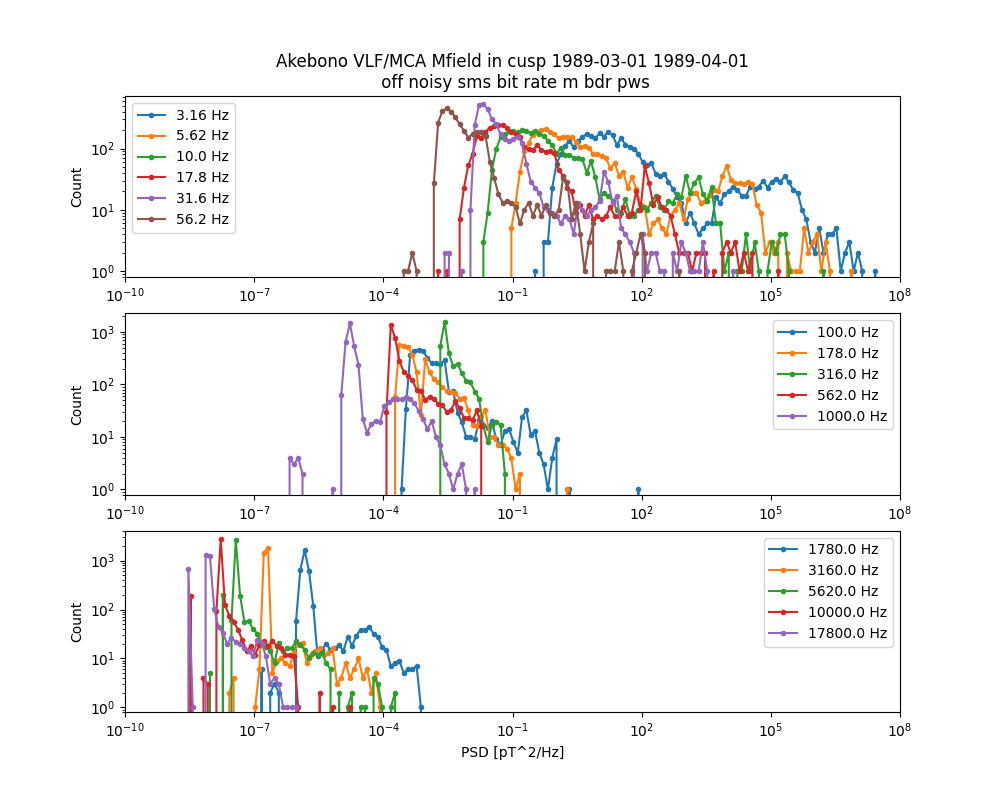 Akebono VLF/MCA Mfield in cusp 1989-03-01 1989-04-01
off noisy sms bit rate m bdr pws
Count
10^2
10^1
10^0
3.16 Hz
5.62 Hz
10.0 Hz
17.8 Hz
31.6 Hz
56.2 Hz
10^-10 10^-7 10^-4 10^-1 10^2 10^5 10^8
Count
10^3
10^2
10^1
10^0
100.0 Hz
178.0 Hz
316.0 Hz
562.0 Hz
1000.0 Hz
10^-10 10^-7 10^-4 10^-1 10^2 10^5 10^8
Count
10^3
10^2
10^1
10^0
1780.0 Hz
3160.0 Hz
5620.0 Hz
10000.0 Hz
17800.0 Hz
10^-10 10^-7 10^-4 10^-1 10^2 10^5 10^8
PSD [pT^2/Hz]